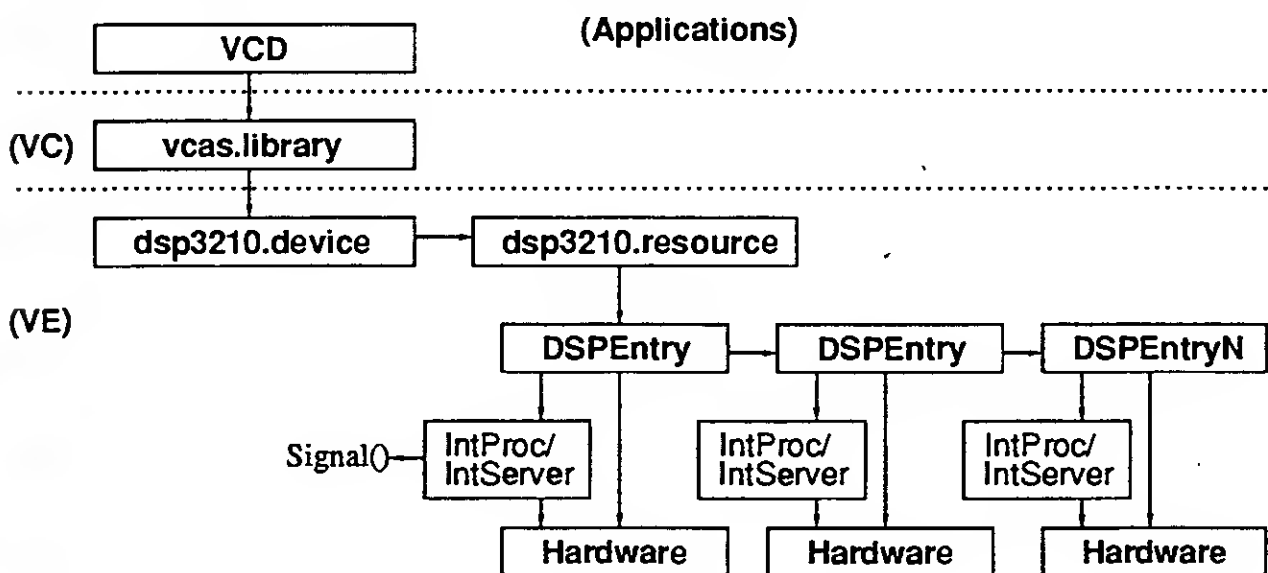 (Applications)
VCD
(VC)
vcas.library
dsp3210.device
dsp3210.resource
(VE)
DSPEntry
DSPEntry
DSPEntryN
Signal()
IntProc/
IntServer
IntProc/
IntServer
IntProc/
IntServer
Hardware
Hardware
Hardware